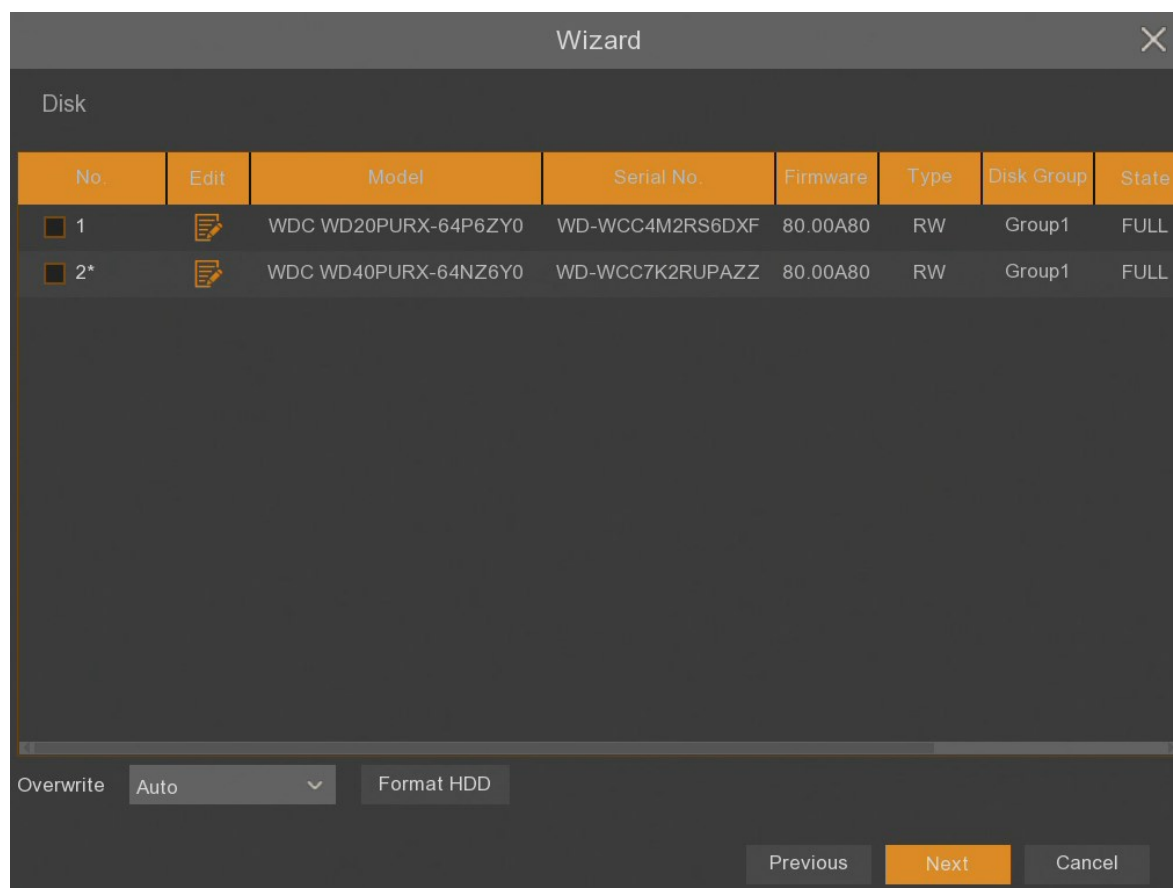 Wizard
Disk
No. Edit Model Serial No. Firmware Type Disk Group State
1 WDC WD20PURX-64P6ZY0 WD-WCC4M2RS6DXF 80.00A80 RW Group1 FULL
2* WDC WD40PURX-64NZ6Y0 WD-WCC7K2RUPAZZ 80.00A80 RW Group1 FULL
Overwrite Auto Format HDD
Previous Next Cancel